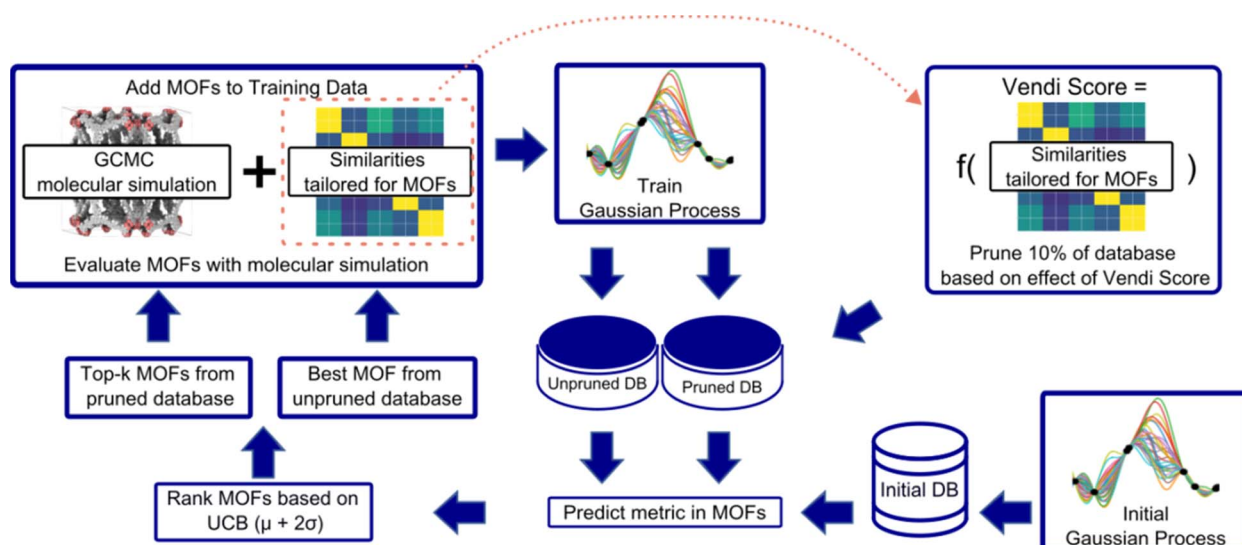 Add MOFs to Training Data
GCMC
molecular simulation
+
Similarities
tailored for MOFs
Evaluate MOFs with molecular simulation
Train
Gaussian Process
Vendi Score =
f(
Similarities
tailored for MOFs
)
Prune 10% of database
based on effect of Vendi Score
Unpruned DB
Pruned DB
Top-k MOFs from
pruned database
Best MOF from
unpruned database
Rank MOFs based on
UCB (μ + 2σ)
Predict metric in MOFs
Initial DB
Initial
Gaussian Process